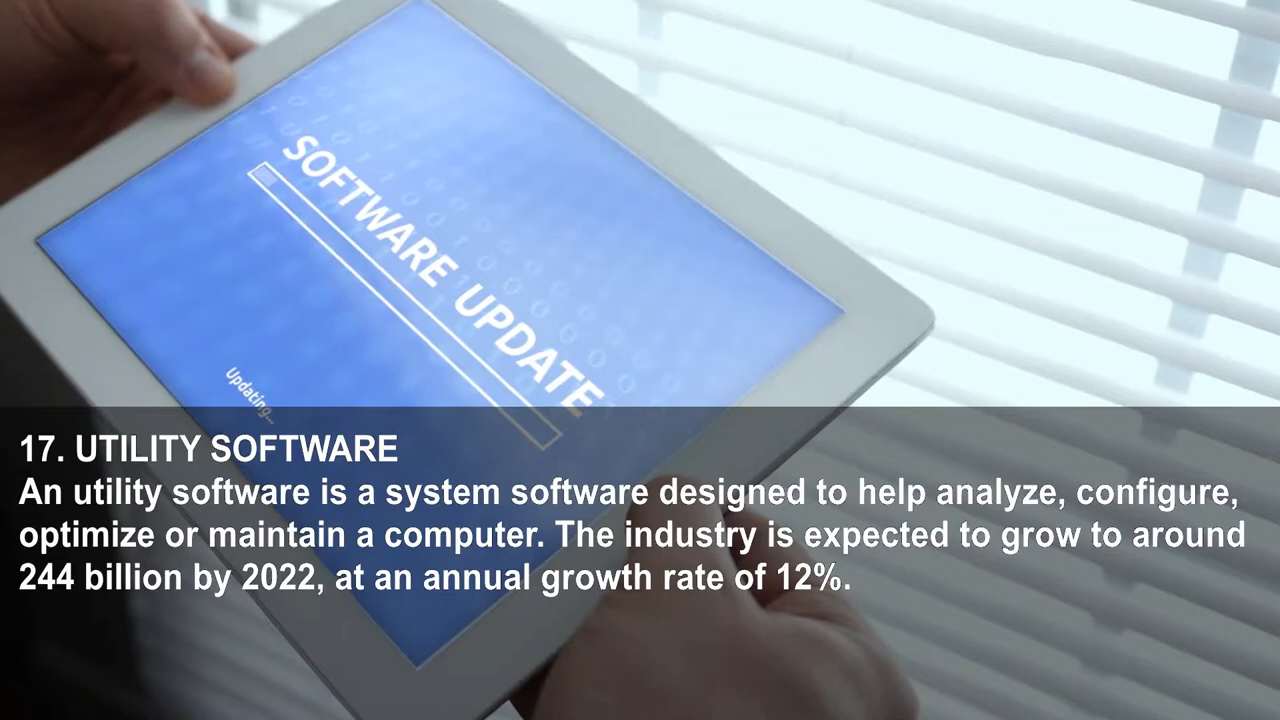 SOFTWARE UPDATE
Updating...
17. UTILITY SOFTWARE
An utility software is a system software designed to help analyze, configure,
optimize or maintain a computer. The industry is expected to grow to around
244 billion by 2022, at an annual growth rate of 12%.